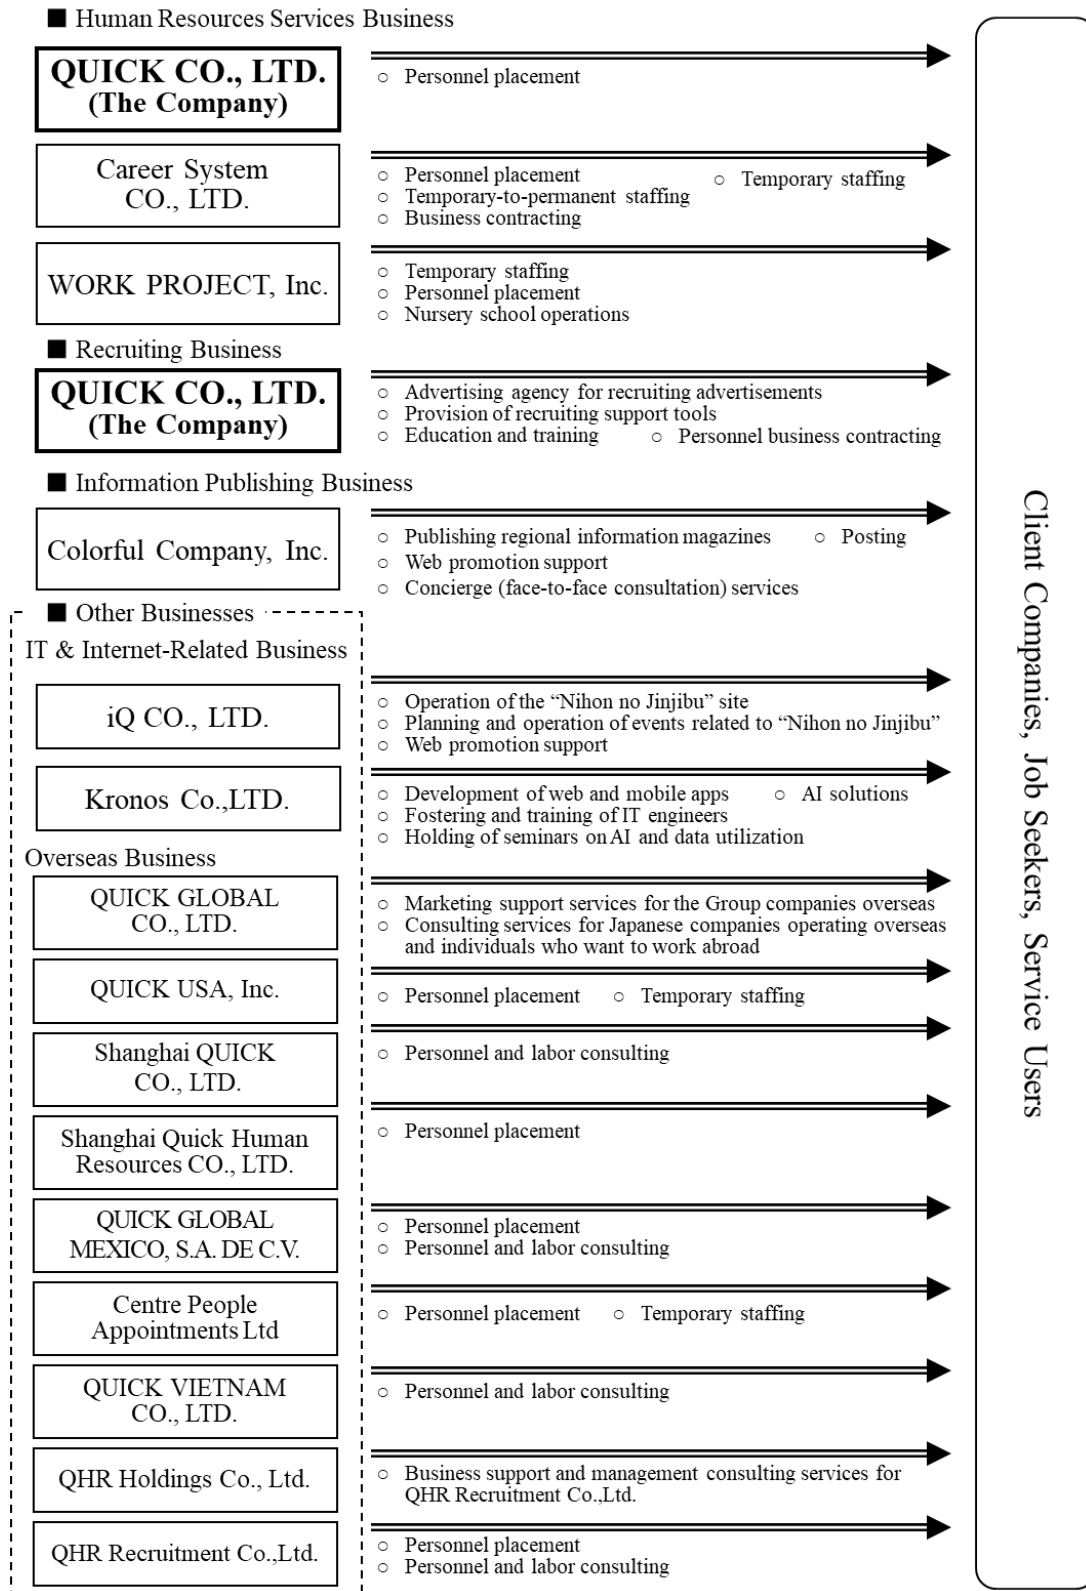 ■ Human Resources Services Business
QUICK CO., LTD.
(The Company)
○ Personnel placement
Career System
CO., LTD.
○ Personnel placement ○ Temporary staffing
○ Temporary-to-permanent staffing
○ Business contracting
WORK PROJECT, Inc.
○ Temporary staffing
○ Personnel placement
○ Nursery school operations
■ Recruiting Business
QUICK CO., LTD.
(The Company)
○ Advertising agency for recruiting advertisements
○ Provision of recruiting support tools
○ Education and training ○ Personnel business contracting
■ Information Publishing Business
Colorful Company, Inc.
○ Publishing regional information magazines ○ Posting
○ Web promotion support
○ Concierge (face-to-face consultation) services
■ Other Businesses
IT & Internet-Related Business
iQ CO., LTD.
○ Operation of the “Nihon no Jinjibu” site
○ Planning and operation of events related to “Nihon no Jinjibu”
○ Web promotion support
Kronos Co.,LTD.
○ Development of web and mobile apps ○ AI solutions
○ Fostering and training of IT engineers
○ Holding of seminars on AI and data utilization
Overseas Business
QUICK GLOBAL
CO., LTD.
○ Marketing support services for the Group companies overseas
○ Consulting services for Japanese companies operating overseas
and individuals who want to work abroad
QUICK USA, Inc.
○ Personnel placement ○ Temporary staffing
Shanghai QUICK
CO., LTD.
○ Personnel and labor consulting
Shanghai Quick Human
Resources CO., LTD.
○ Personnel placement
QUICK GLOBAL
MEXICO, S.A. DE C.V.
○ Personnel placement
○ Personnel and labor consulting
Centre People
Appointments Ltd
○ Personnel placement ○ Temporary staffing
QUICK VIETNAM
CO., LTD.
○ Personnel and labor consulting
QHR Holdings Co., Ltd.
○ Business support and management consulting services for
QHR Recruitment Co.,Ltd.
QHR Recruitment Co.,Ltd.
○ Personnel placement
○ Personnel and labor consulting
Client Companies, Job Seekers, Service Users